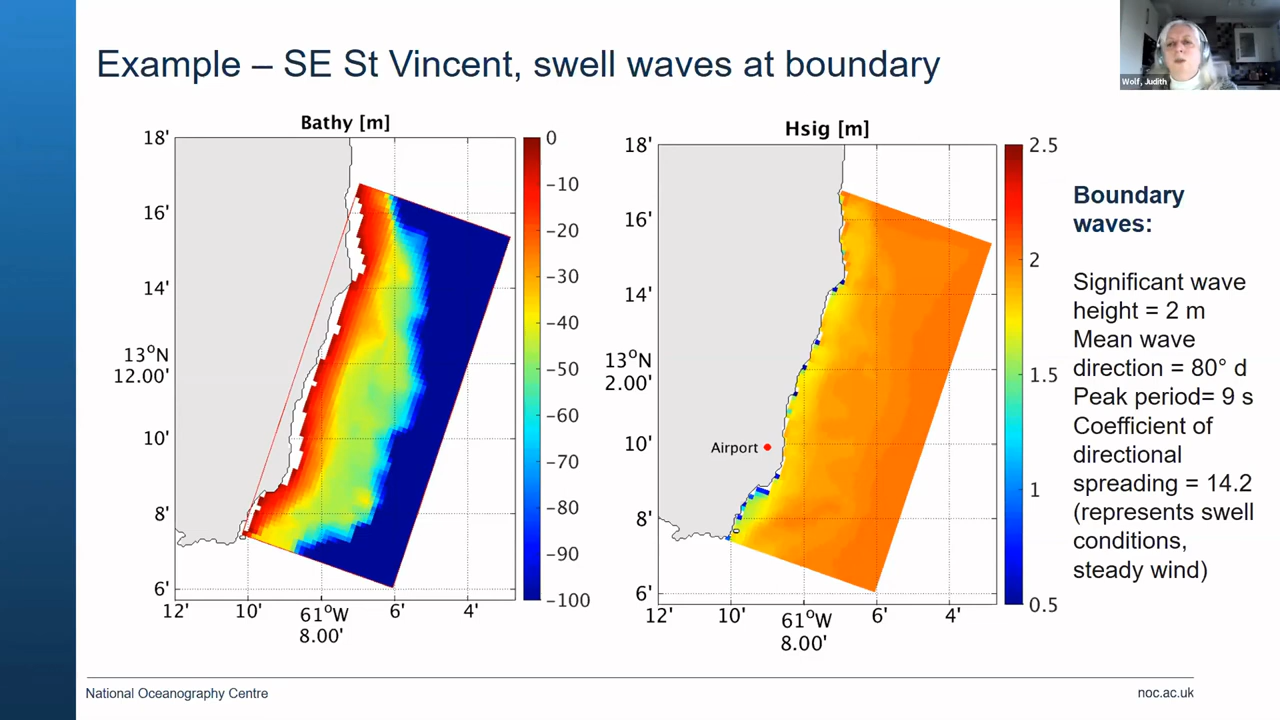 Example – SE St Vincent, swell waves at boundary
Wolf, Judith
Bathy [m]
18'
16'
14'
13°N
12.00'
10'
8'
6'
12'
10'
61°W
8.00'
6'
4'
0
−10
−20
−30
−40
−50
−60
−70
−80
−90
−100
Hsig [m]
18'
16'
14'
13°N
2.00'
10'
8'
6'
Airport
12'
10'
61°W
8.00'
6'
4'
2.5
2
1.5
1
0.5
Boundary
waves:
Significant wave
height = 2 m
Mean wave
direction = 80° d
Peak period= 9 s
Coefficient of
directional
spreading = 14.2
(represents swell
conditions,
steady wind)
National Oceanography Centre
noc.ac.uk